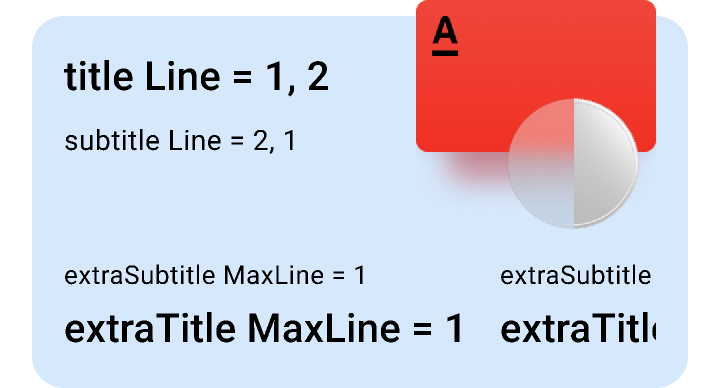 A
title Line = 1, 2
subtitle Line = 2, 1
extraSubtitle MaxLine = 1
extraSubtitle
extraTitle MaxLine = 1
extraTitl